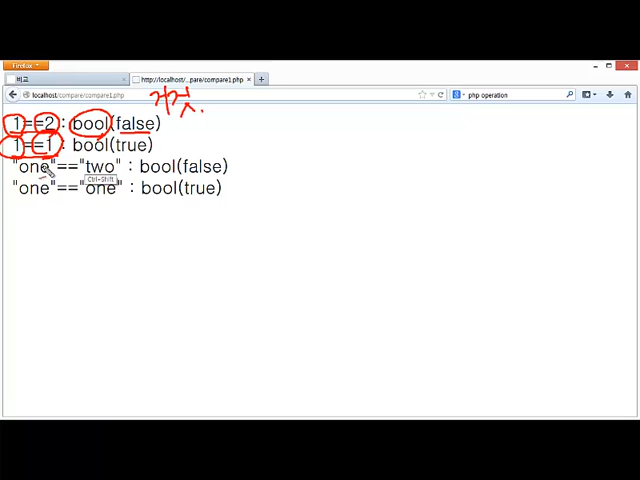 Firefox
비고
http://localhost/...pare/compare1.php
localhost/compare/compare1.php
php operation
1==2 : bool(false)
1==1 : bool(true)
"one"=="two" : bool(false)
Ctrl-Shift
"one"=="one" : bool(true)